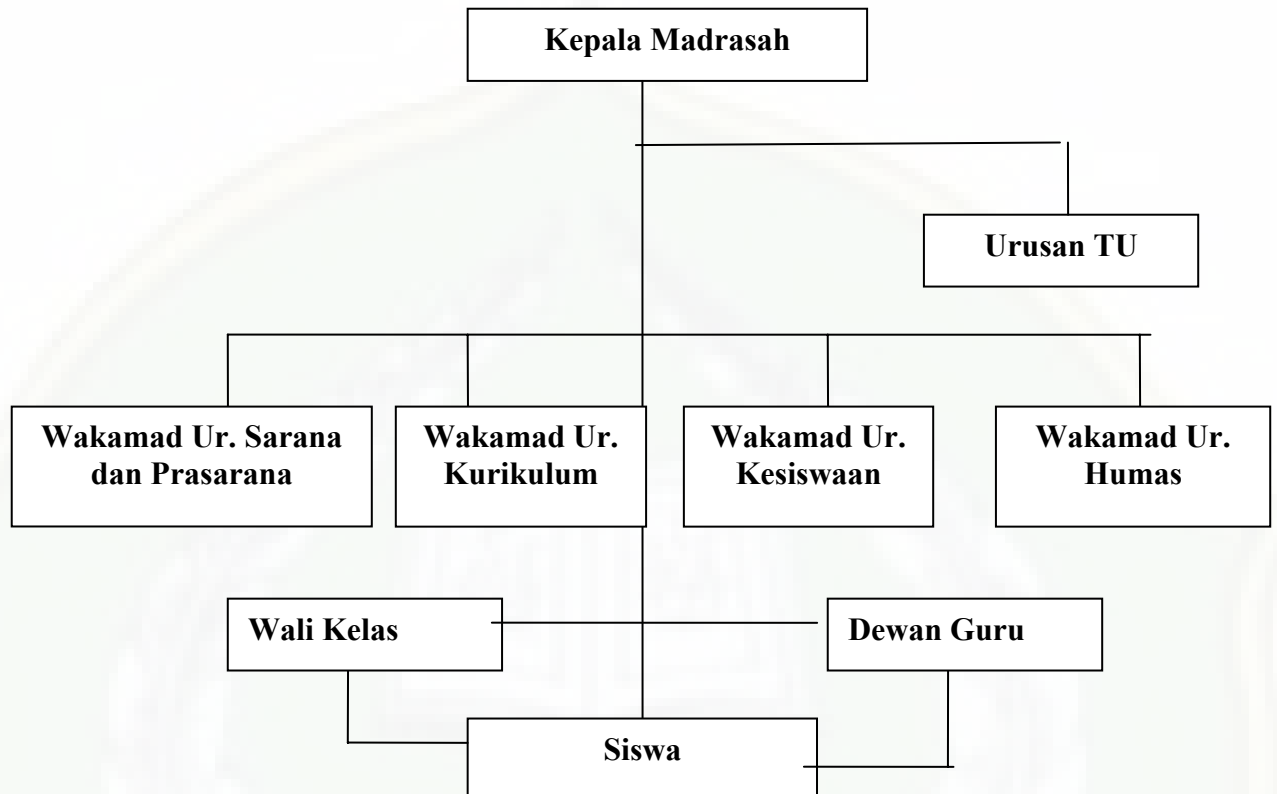 Kepala Madrasah
Urusan TU
Wakamad Ur. Sarana
dan Prasarana
Wakamad Ur.
Kurikulum
Wakamad Ur.
Kesiswaan
Wakamad Ur.
Humas
Wali Kelas
Dewan Guru
Siswa